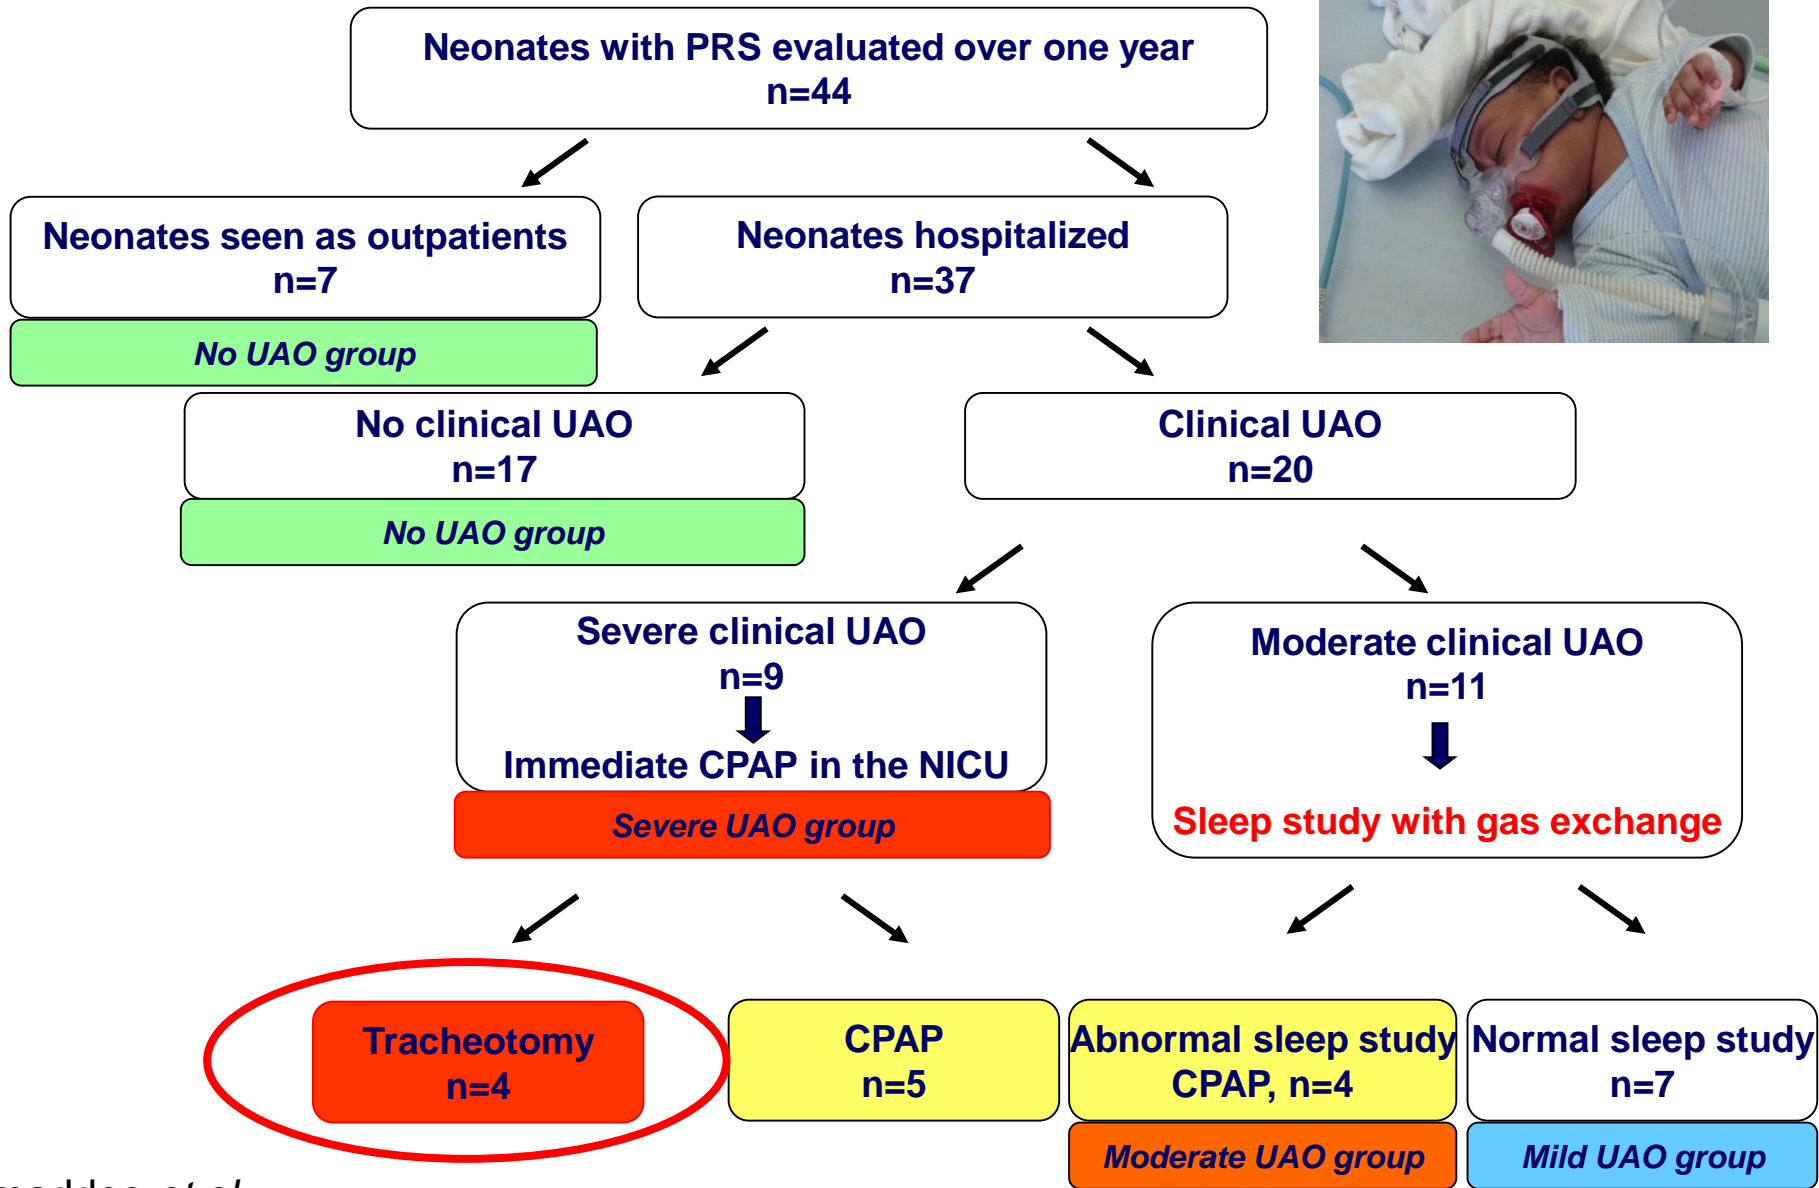 Neonates with PRS evaluated over one year
n=44
Neonates seen as outpatients
n=7
No UAO group
Neonates hospitalized
n=37
No clinical UAO
n=17
No UAO group
Clinical UAO
n=20
Severe clinical UAO
n=9
Immediate CPAP in the NICU
Severe UAO group
Moderate clinical UAO
n=11
Sleep study with gas exchange
Tracheotomy
n=4
CPAP
n=5
Abnormal sleep study
CPAP, n=4
Moderate UAO group
Normal sleep study
n=7
Mild UAO group
et al